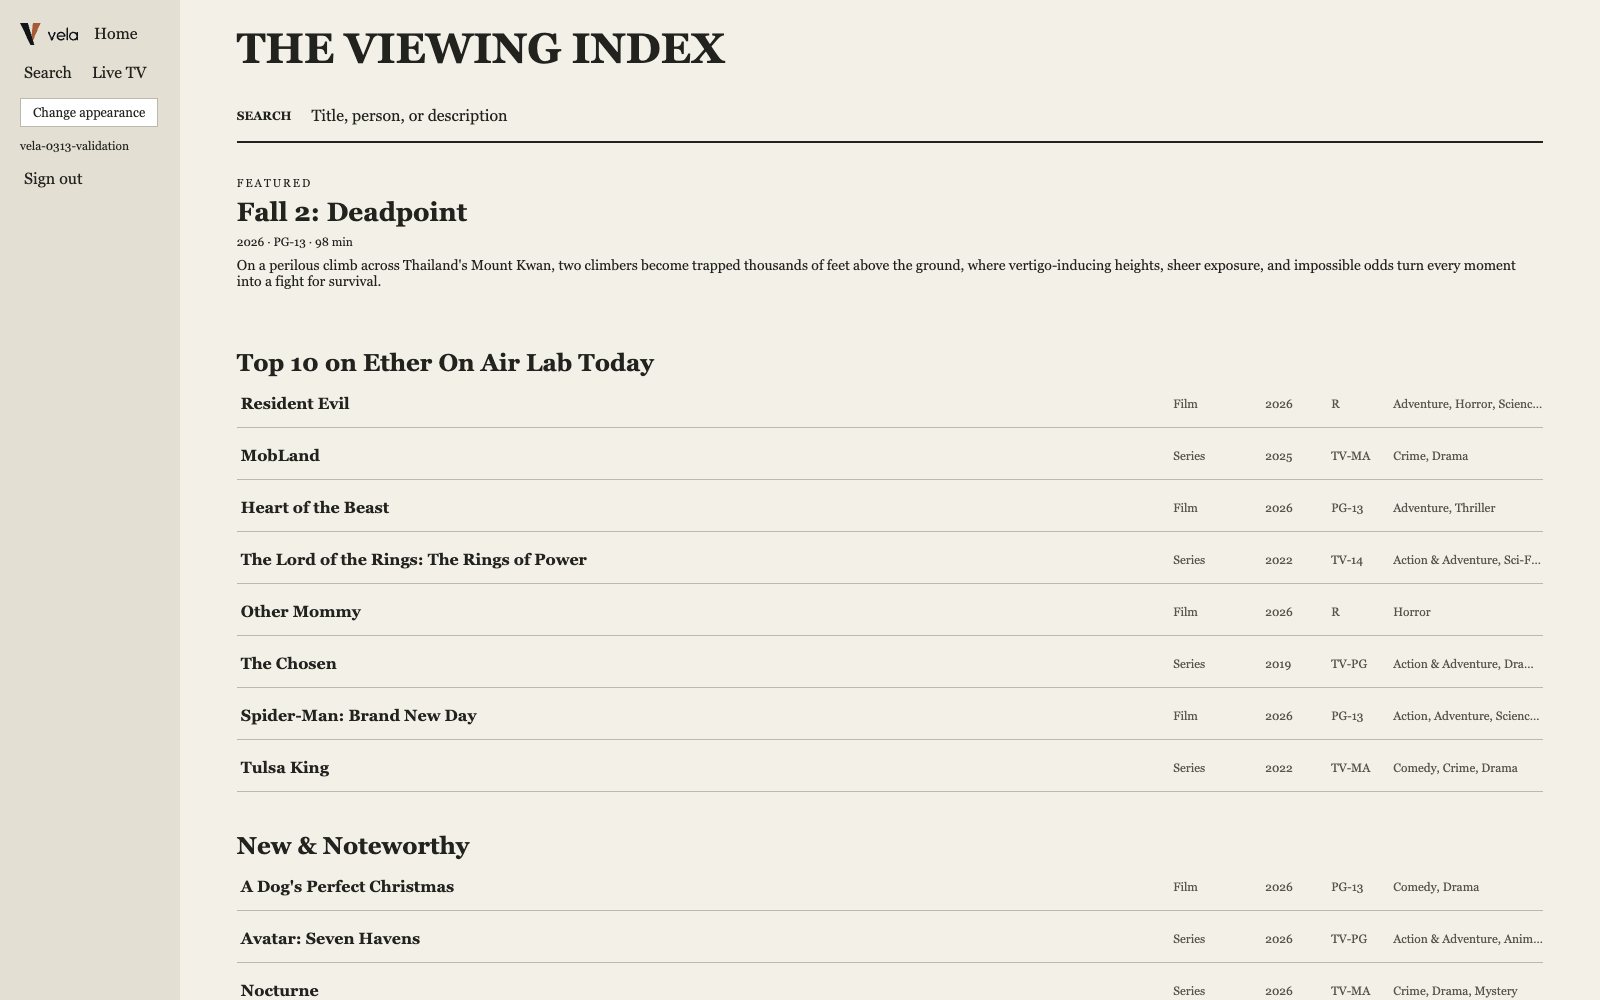 vela Home
Search Live TV
Change appearance
vela-0313-validation
Sign out
THE VIEWING INDEX
SEARCH Title, person, or description
FEATURED
Fall 2: Deadpoint
2026 · PG-13 · 98 min
On a perilous climb across Thailand's Mount Kwan, two climbers become trapped thousands of feet above the ground, where vertigo-inducing heights, sheer exposure, and impossible odds turn every moment
into a fight for survival.
Top 10 on Ether On Air Lab Today
Resident Evil Film 2026 R Adventure, Horror, Scienc...
MobLand Series 2025 TV-MA Crime, Drama
Heart of the Beast Film 2026 PG-13 Adventure, Thriller
The Lord of the Rings: The Rings of Power Series 2022 TV-14 Action & Adventure, Sci-F...
Other Mommy Film 2026 R Horror
The Chosen Series 2019 TV-PG Action & Adventure, Dra...
Spider-Man: Brand New Day Film 2026 PG-13 Action, Adventure, Scienc...
Tulsa King Series 2022 TV-MA Comedy, Crime, Drama
New & Noteworthy
A Dog's Perfect Christmas Film 2026 PG-13 Comedy, Drama
Avatar: Seven Havens Series 2026 TV-PG Action & Adventure, Anim...
Nocturne Series 2026 TV-MA Crime, Drama, Mystery